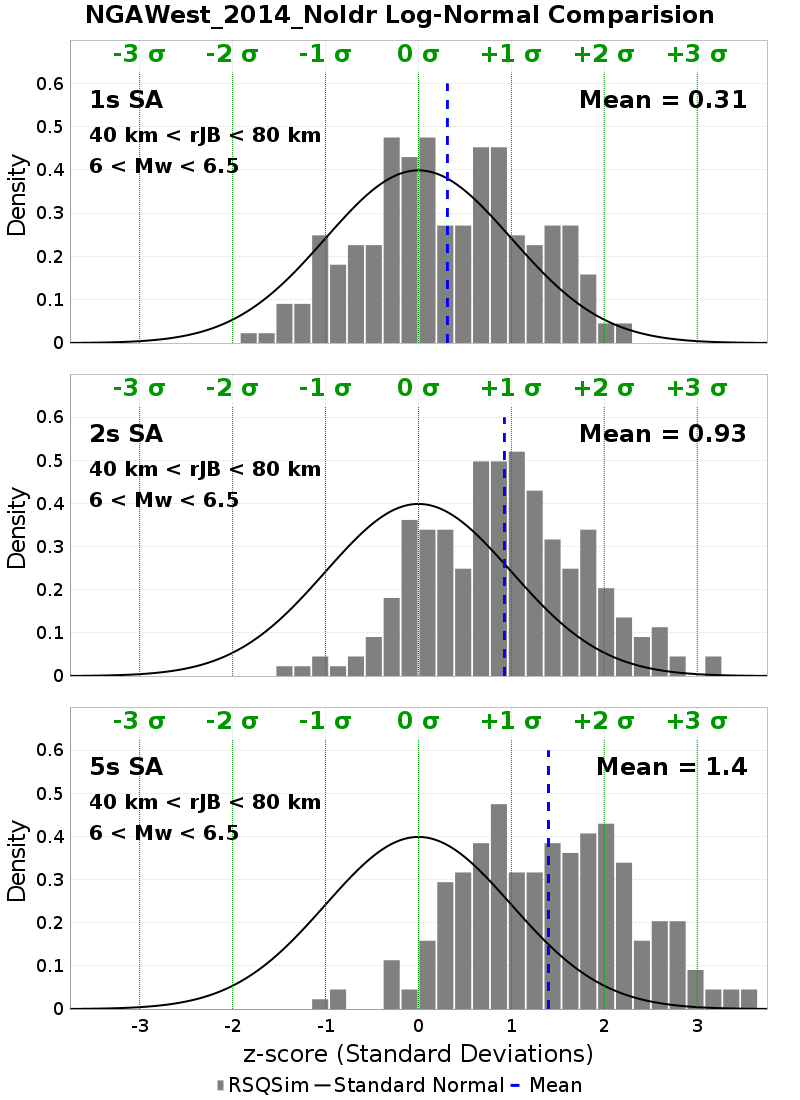 NGAWest_2014_NoIdr Log-Normal Comparision
-3 σ -2 σ -1 σ 0 σ +1 σ +2 σ +3 σ
0.6
1s SA Mean = 0.31
0.5
40 km < rJB < 80 km
6 < Mw < 6.5
0.4
Density
0.3
0.2
0.1
0
-3 σ -2 σ -1 σ 0 σ +1 σ +2 σ +3 σ
0.6
2s SA Mean = 0.93
0.5
40 km < rJB < 80 km
6 < Mw < 6.5
0.4
Density
0.3
0.2
0.1
0
-3 σ -2 σ -1 σ 0 σ +1 σ +2 σ +3 σ
0.6
5s SA Mean = 1.4
0.5
40 km < rJB < 80 km
6 < Mw < 6.5
0.4
Density
0.3
0.2
0.1
0
-3 -2 -1 0 1 2 3
z-score (Standard Deviations)
RSQSim Standard Normal Mean